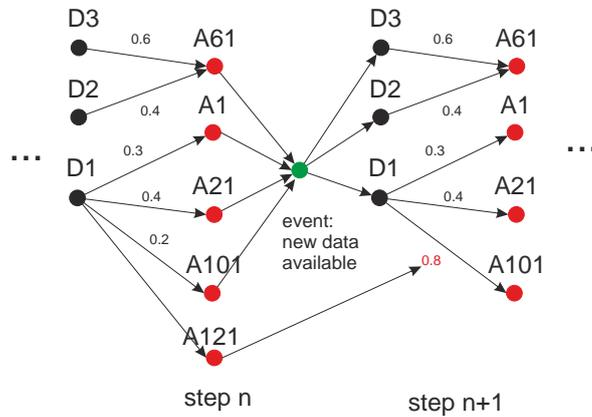 D3
0.6
A61
D2
0.4
A1
...
D1
0.3
0.4
A21
0.2
A101
A121
step n
event:
new data
available
0.8
D3
0.6
A61
D2
0.4
A1
D1
0.3
...
0.4
A21
A101
step n+1